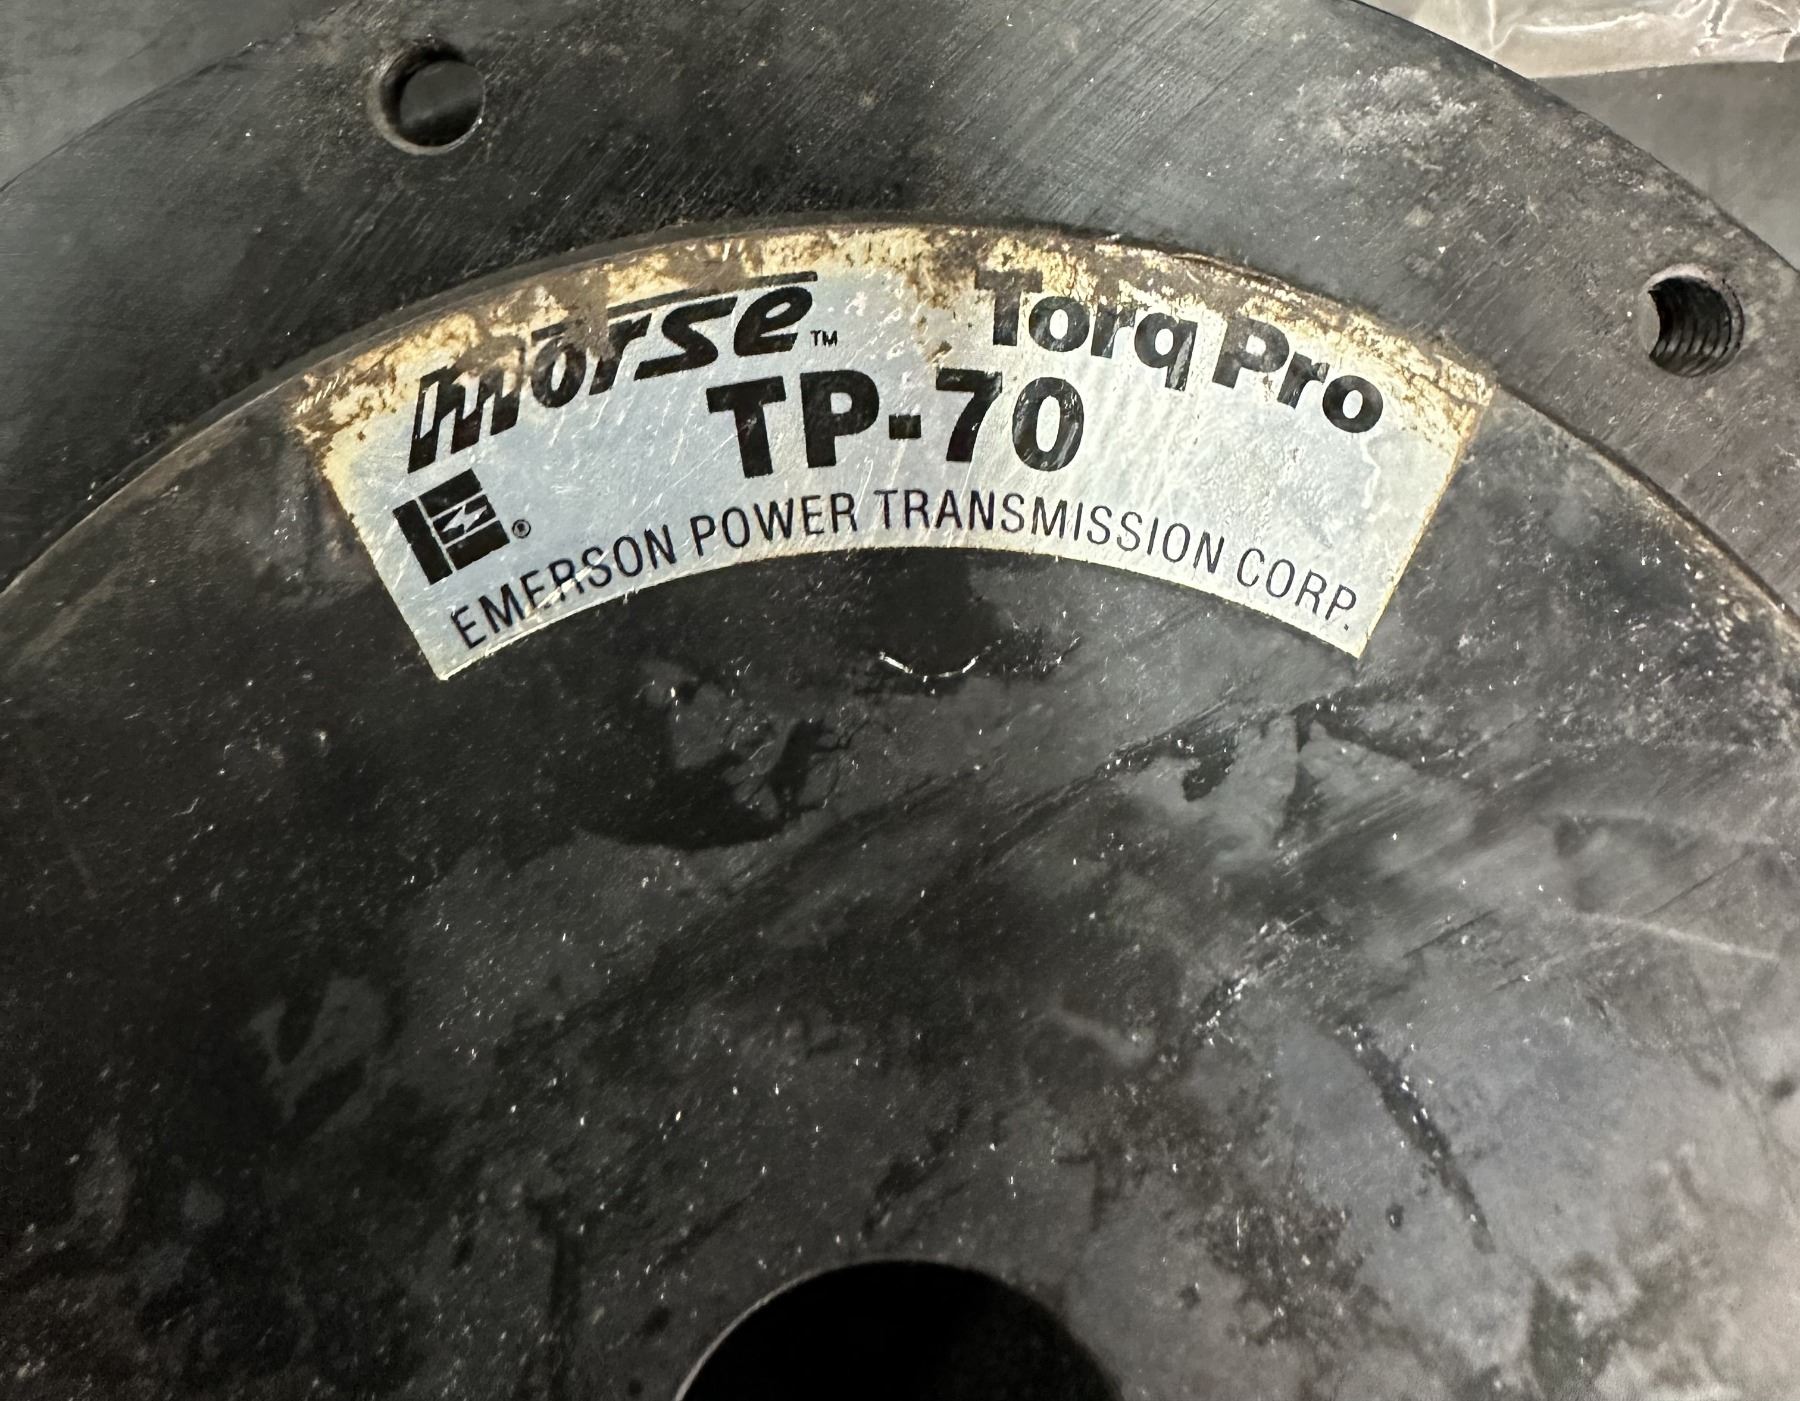 morse™ Torq Pro
TP-70
®
EMERSON POWER TRANSMISSION CORP.